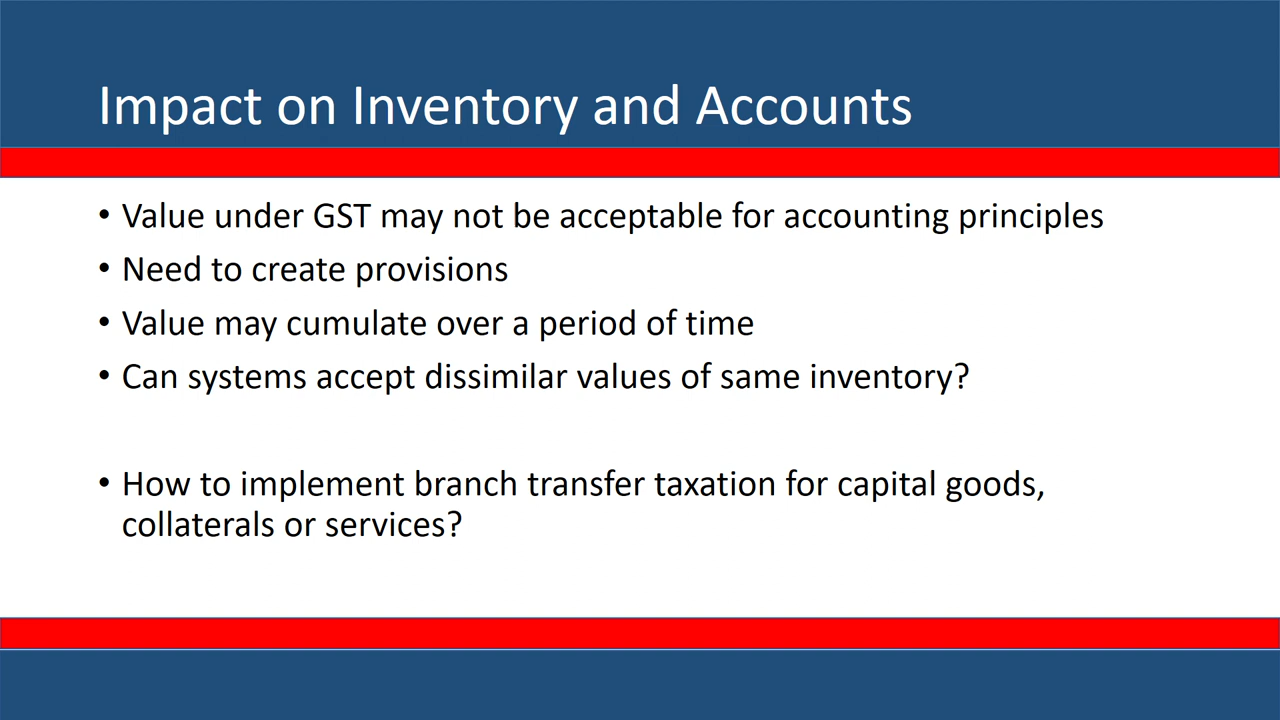 Impact on Inventory and Accounts
• Value under GST may not be acceptable for accounting principles
• Need to create provisions
• Value may cumulate over a period of time
• Can systems accept dissimilar values of same inventory?
• How to implement branch transfer taxation for capital goods,
collaterals or services?